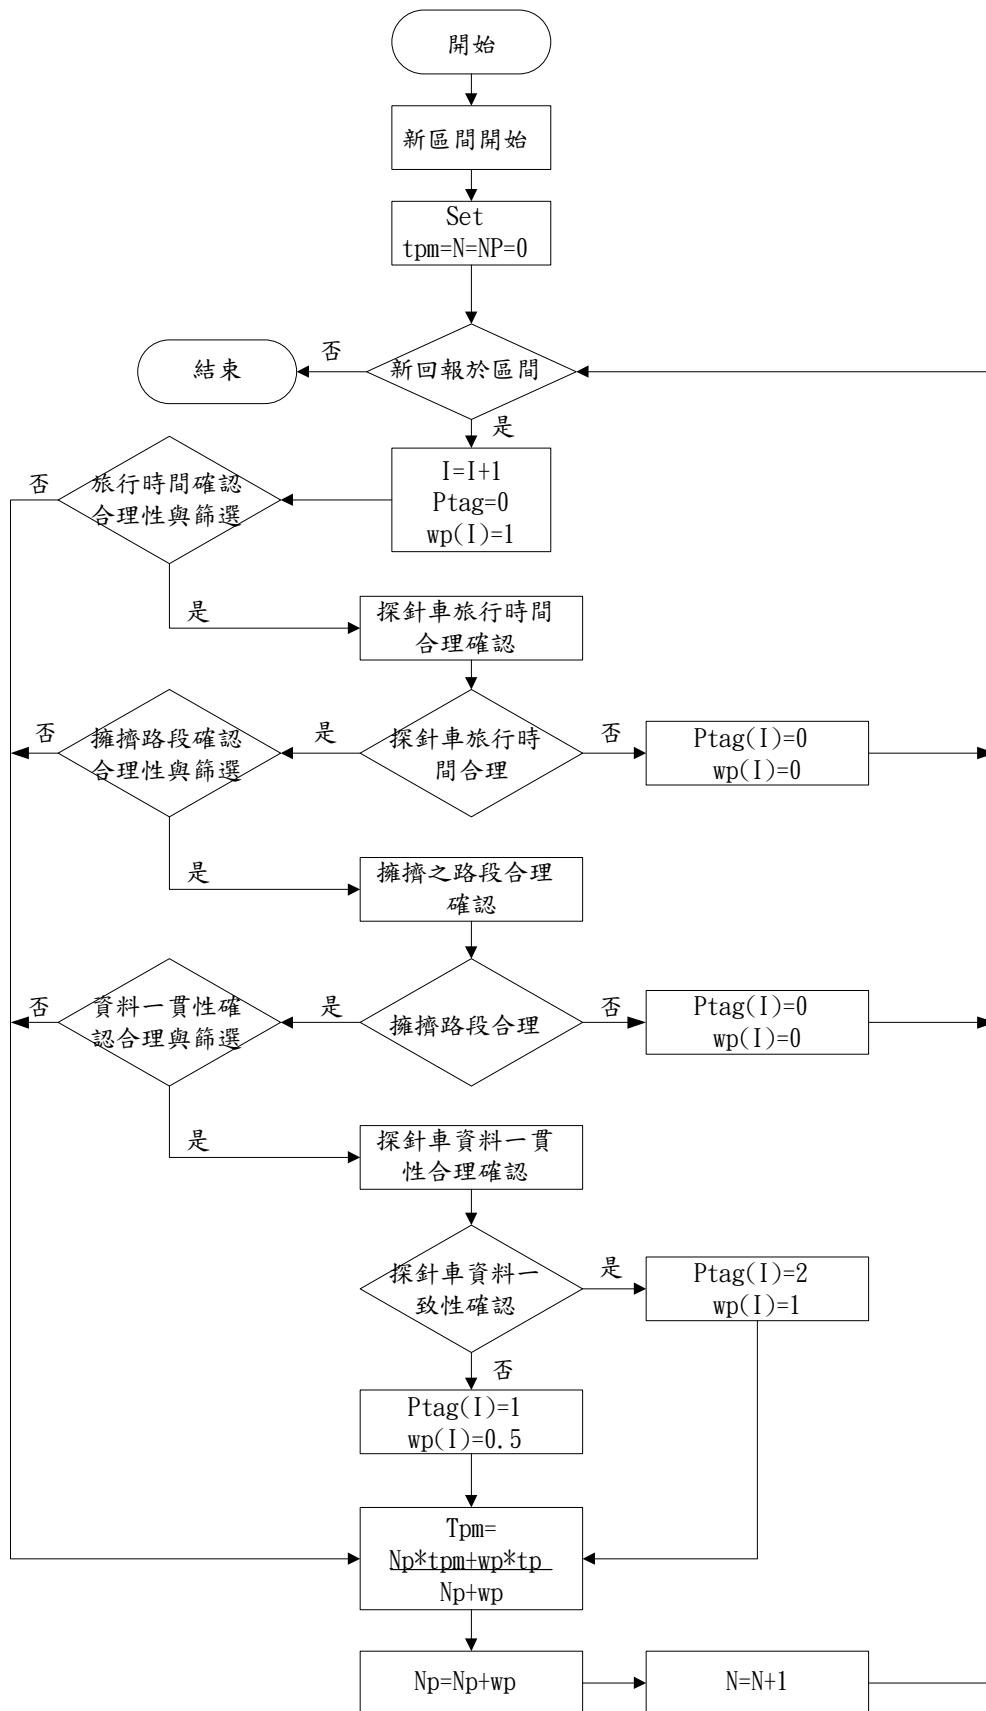 開始
新區間開始
Set
tpm=N=NP=0
新回報於區間
否
結束
是
I=I+1
Ptag=0
wp(I)=1
旅行時間確認
合理性與篩選
否
是
探針車旅行時間
合理確認
探針車旅行時
間合理
是
否
擁擠路段確認
合理性與篩選
否
Ptag(I)=0
wp(I)=0
是
擁擠之路段合理
確認
擁擠路段合理
是
否
資料一貫性確
認合理與篩選
否
Ptag(I)=0
wp(I)=0
是
探針車資料一貫
性合理確認
探針車資料一
致性確認
是
Ptag(I)=2
wp(I)=1
否
Ptag(I)=1
wp(I)=0.5
Tpm=
Np*tpm+wp*tp
Np+wp
Np=Np+wp
N=N+1